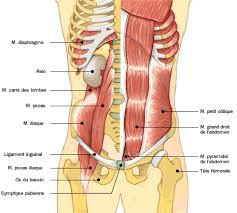 M. diaphragme
Rein
M. carré des lombes
M. psoas
M. iliaque
Ligament inguinal
M. psoas iliaque
Os du bassin
Symphyse pubienne
M. petit oblique
M. grand droit
de l'abdomen
M. pyramidal
de l'abdomen
Tête fémorale